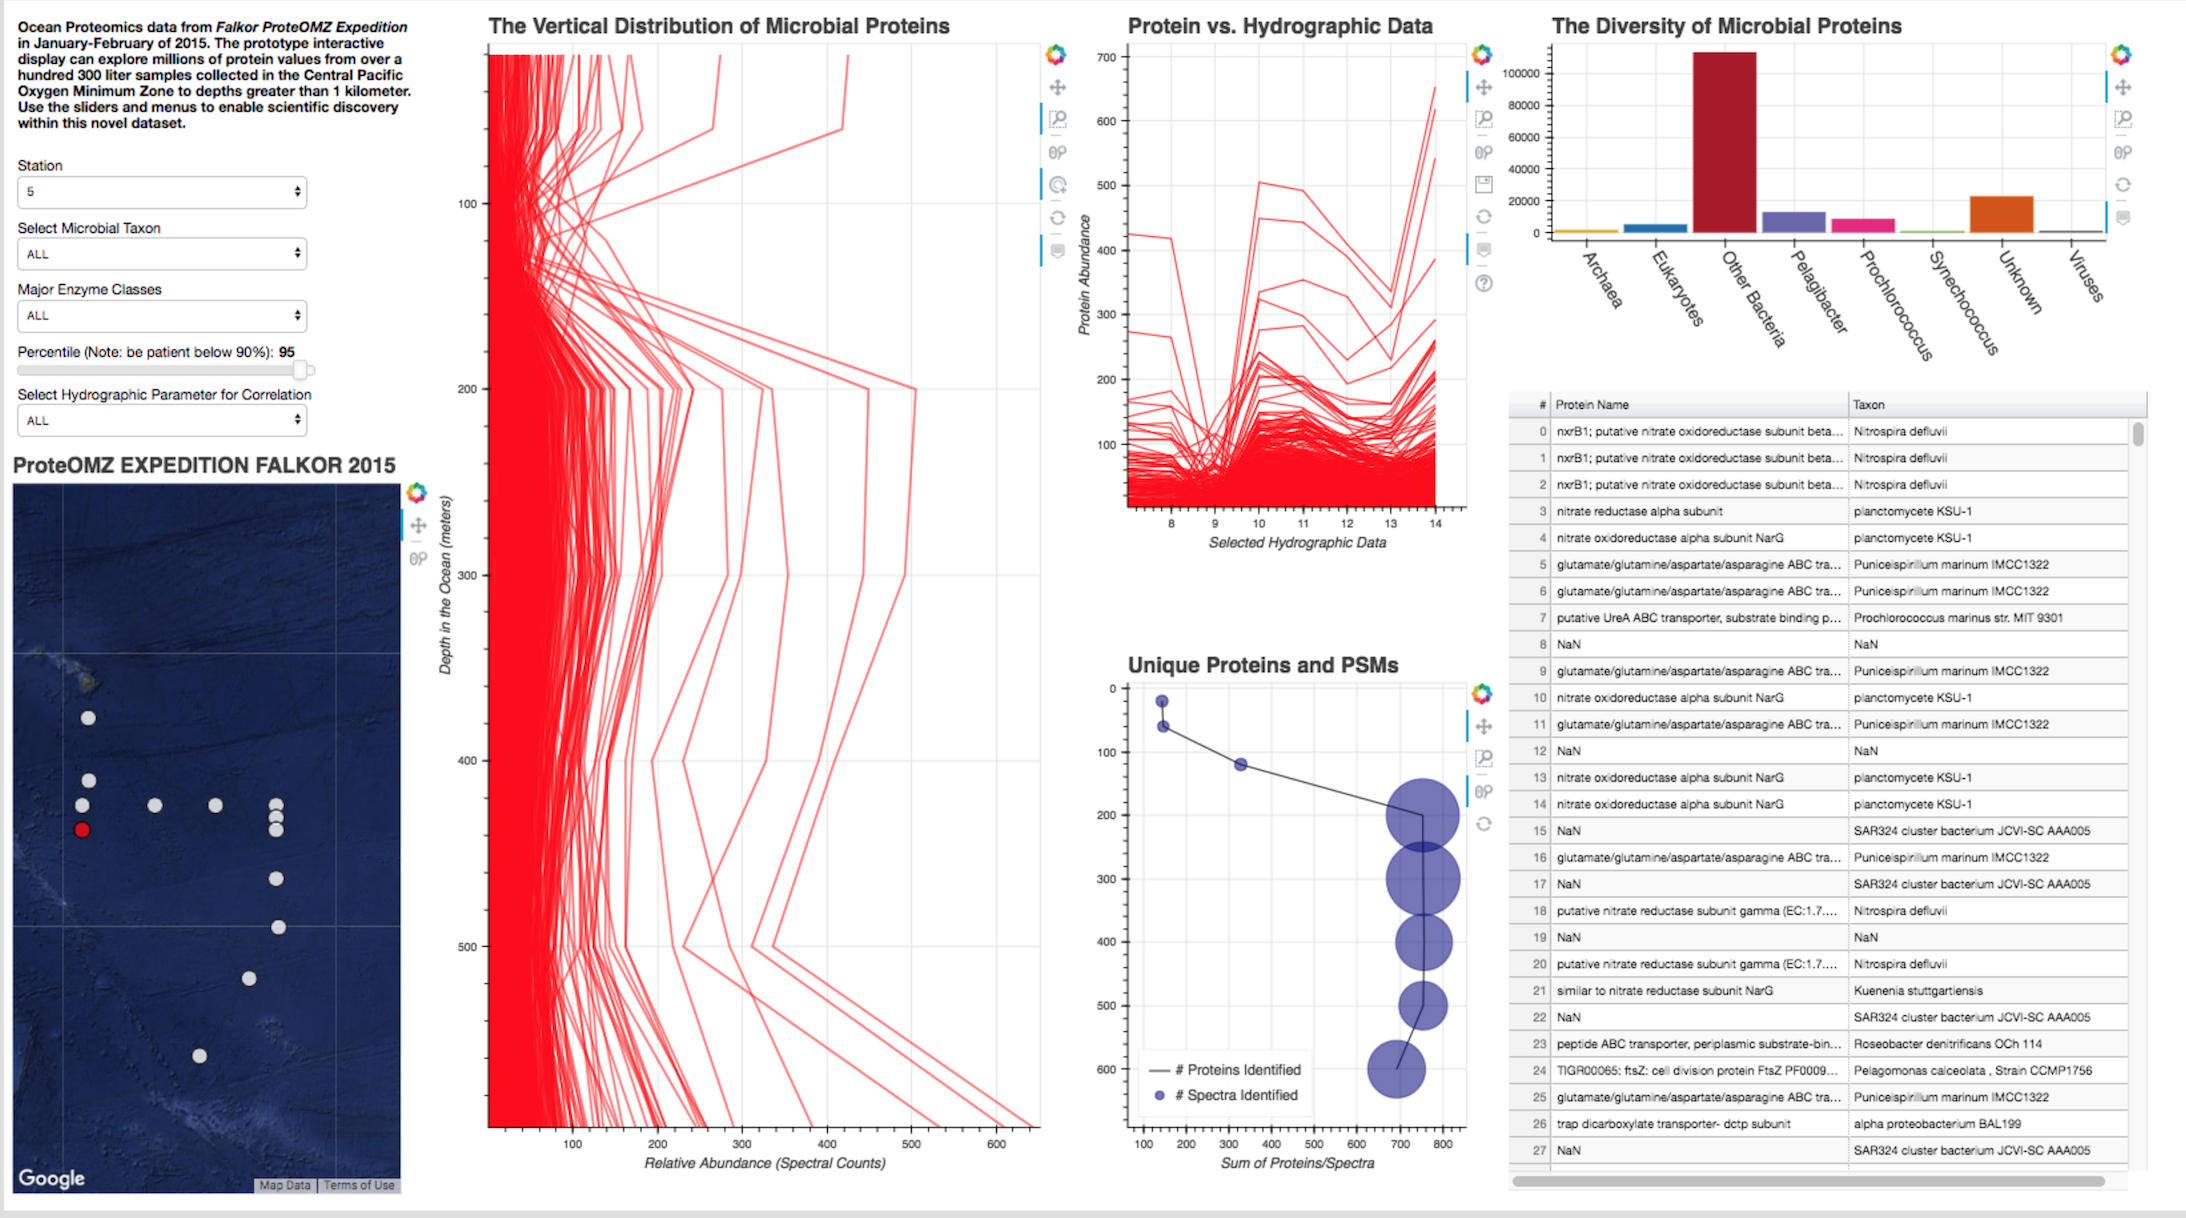 Ocean Proteomics data from Falkor ProteOMZ Expedition
in January-February of 2015. The prototype interactive
display can explore millions of protein values from over a
hundred 300 liter samples collected in the Central Pacific
Oxygen Minimum Zone to depths greater than 1 kilometer.
Use the sliders and menus to enable scientific discovery
within this novel dataset.
Station
5
Select Microbial Taxon
ALL
Major Enzyme Classes
ALL
Percentile (Note: be patient below 90%): 95
Select Hydrographic Parameter for Correlation
ALL
ProteOMZ EXPEDITION FALKOR 2015
Google
Map Data
Terms of Use
The Vertical Distribution of Microbial Proteins
Depth in the Ocean (meters)
100
200
300
400
500
100 200 300 400 500 600
Relative Abundance (Spectral Counts)
Protein vs. Hydrographic Data
Protein Abundance
700
600
500
400
300
200
100
8 9 10 11 12 13 14
Selected Hydrographic Data
Unique Proteins and PSMs
0
100
200
300
400
500
600
# Proteins Identified
# Spectra Identified
100 200 300 400 500 600 700 800
Sum of Proteins/Spectra
The Diversity of Microbial Proteins
100000
80000
60000
40000
20000
0
Archaea
Eukaryotes
Other Bacteria
Pelagibacter
Prochlorococcus
Synechococcus
Unknown
Viruses
# Protein Name Taxon
0 nxrB1; putative nitrate oxidoreductase subunit beta... Nitrospira defluvii
1 nxrB1; putative nitrate oxidoreductase subunit beta... Nitrospira defluvii
2 nxrB1; putative nitrate oxidoreductase subunit beta... Nitrospira defluvii
3 nitrate reductase alpha subunit planctomycete KSU-1
4 nitrate oxidoreductase alpha subunit NarG planctomycete KSU-1
5 glutamate/glutamine/aspartate/asparagine ABC tra... Puniceispirillum marinum IMCC1322
6 glutamate/glutamine/aspartate/asparagine ABC tra... Puniceispirillum marinum IMCC1322
7 putative UreA ABC transporter, substrate binding p... Prochlorococcus marinus str. MIT 9301
8 NaN NaN
9 glutamate/glutamine/aspartate/asparagine ABC tra... Puniceispirillum marinum IMCC1322
10 nitrate oxidoreductase alpha subunit NarG planctomycete KSU-1
11 glutamate/glutamine/aspartate/asparagine ABC tra... Puniceispirillum marinum IMCC1322
12 NaN NaN
13 nitrate oxidoreductase alpha subunit NarG planctomycete KSU-1
14 nitrate oxidoreductase alpha subunit NarG planctomycete KSU-1
15 NaN SAR324 cluster bacterium JCVI-SC AAA005
16 glutamate/glutamine/aspartate/asparagine ABC tra... Puniceispirillum marinum IMCC1322
17 NaN SAR324 cluster bacterium JCVI-SC AAA005
18 putative nitrate reductase subunit gamma (EC:1.7.... Nitrospira defluvii
19 NaN NaN
20 putative nitrate reductase subunit gamma (EC:1.7.... Nitrospira defluvii
21 similar to nitrate reductase subunit NarG Kuenenia stuttgartiensis
22 NaN SAR324 cluster bacterium JCVI-SC AAA005
23 peptide ABC transporter, periplasmic substrate-bin... Roseobacter denitrificans OCh 114
24 TIGR00065: ftsZ: cell division protein FtsZ PF0009... Pelagomonas calceolata , Strain CCMP1756
25 glutamate/glutamine/aspartate/asparagine ABC tra... Puniceispirillum marinum IMCC1322
26 trap dicarboxylate transporter- dctp subunit alpha proteobacterium BAL199
27 NaN SAR324 cluster bacterium JCVI-SC AAA005